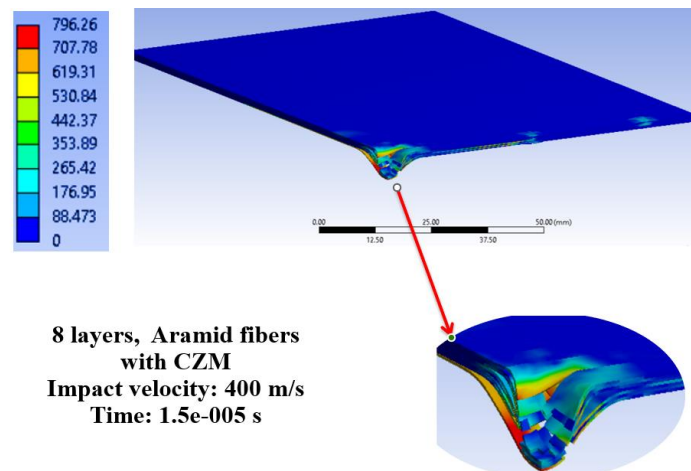 796.26
707.78
619.31
530.84
442.37
353.89
265.42
176.95
88.473
0
0.00 25.00 50.00 (mm)
12.50 37.50
8 layers, Aramid fibers
with CZM
Impact velocity: 400 m/s
Time: 1.5e-005 s